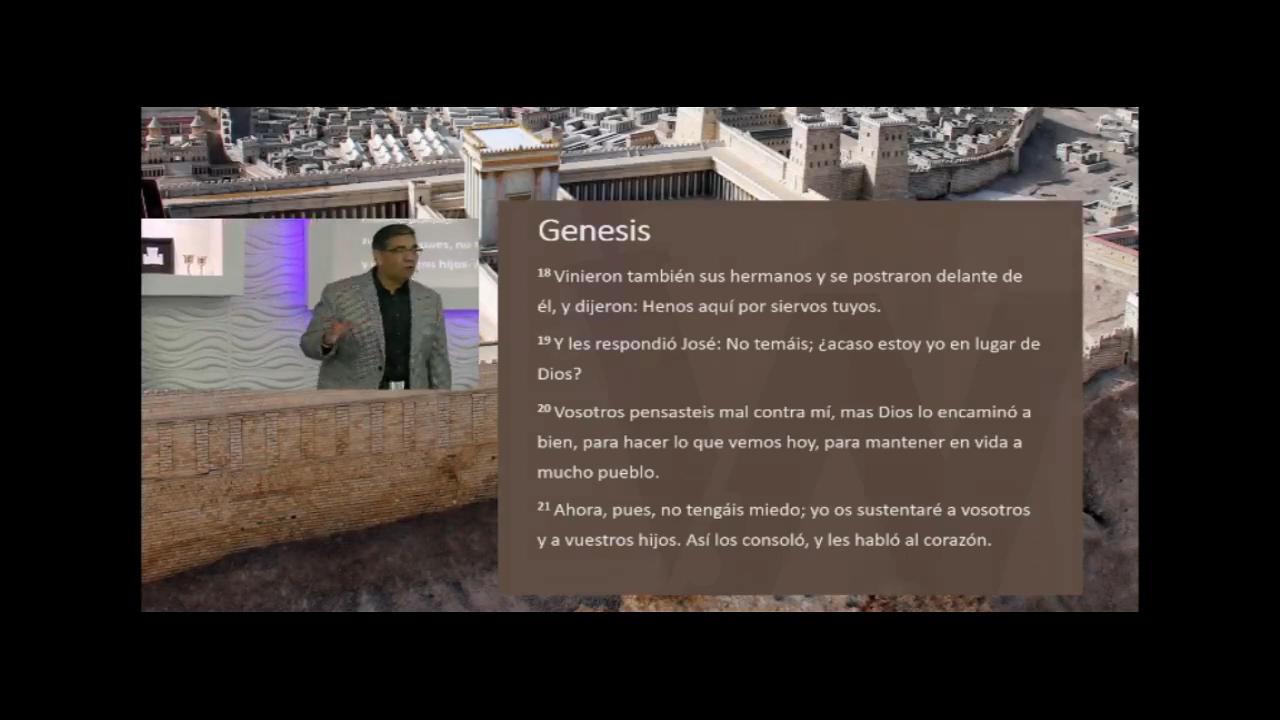 Genesis
18 Vinieron también sus hermanos y se postraron delante de
él, y dijeron: Henos aquí por siervos tuyos.
19 Y les respondió José: No temáis; ¿acaso estoy yo en lugar de
Dios?
20 Vosotros pensasteis mal contra mí, mas Dios lo encaminó a
bien, para hacer lo que vemos hoy, para mantener en vida a
mucho pueblo.
21 Ahora, pues, no tengáis miedo; yo os sustentaré a vosotros
y a vuestros hijos. Así los consoló, y les habló al corazón.